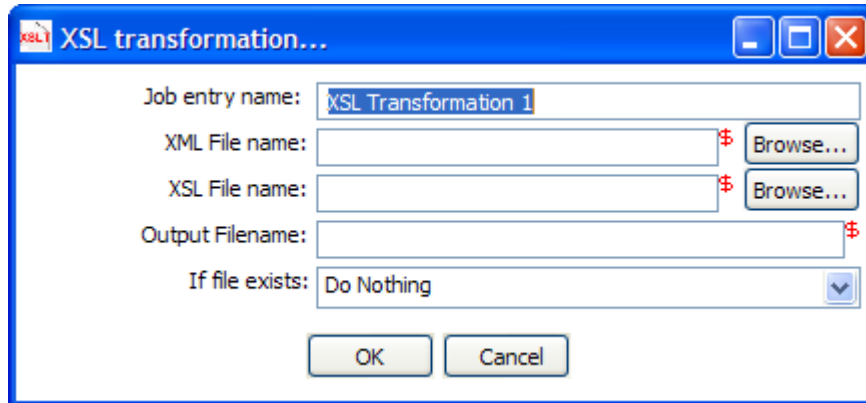 XSLT XSL transformation...
Job entry name: XSL Transformation 1
XML File name: $ Browse...
XSL File name: $ Browse...
Output Filename: $
If file exists: Do Nothing
OK Cancel